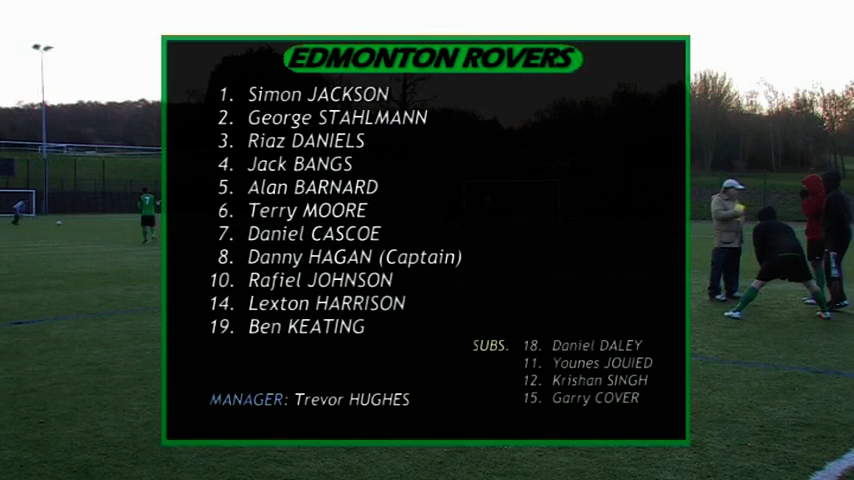 EDMONTON ROVERS
1. Simon JACKSON
2. George STAHLMANN
3. Riaz DANIELS
4. Jack BANGS
5. Alan BARNARD
6. Terry MOORE
7. Daniel CASCOE
8. Danny HAGAN (Captain)
10. Rafiel JOHNSON
14. Lexton HARRISON
19. Ben KEATING
SUBS. 18. Daniel DALEY
11. Younes JOUIED
12. Krishan SINGH
15. Garry COVER
MANAGER: Trevor HUGHES
7